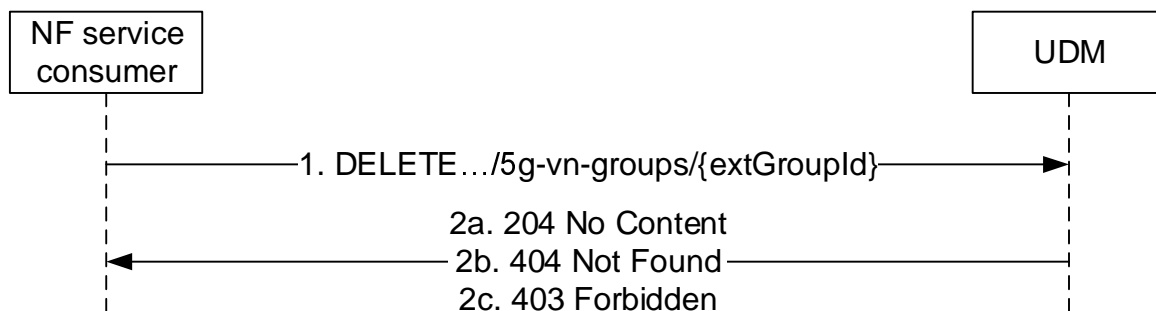 NF service
consumer
UDM
1. DELETE…/5g-vn-groups/{extGroupId}
2a. 204 No Content
2b. 404 Not Found
2c. 403 Forbidden